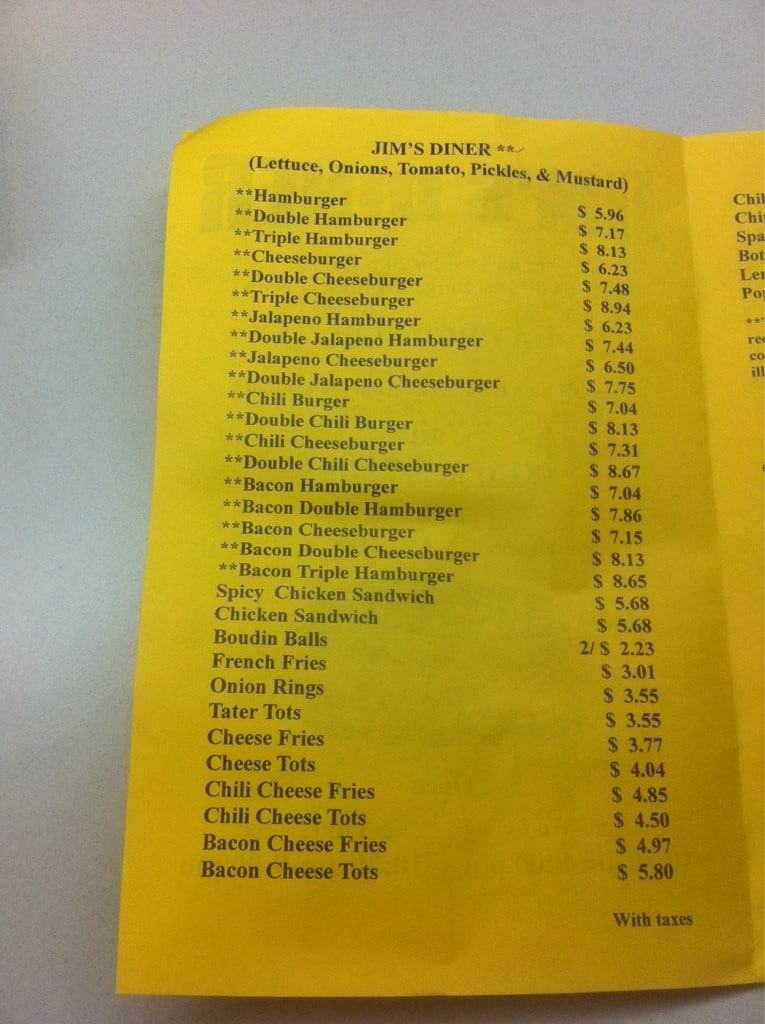 JIM'S DINER **
(Lettuce, Onions, Tomato, Pickles, & Mustard)
**Hamburger $ 5.96
**Double Hamburger $ 7.17
**Triple Hamburger $ 8.13
**Cheeseburger $ 6.23
**Double Cheeseburger $ 7.48
**Triple Cheeseburger $ 8.94
**Jalapeno Hamburger $ 6.23
**Double Jalapeno Hamburger $ 7.44
**Jalapeno Cheeseburger $ 6.50
**Double Jalapeno Cheeseburger $ 7.75
**Chili Burger $ 7.04
**Double Chili Burger $ 8.13
**Chili Cheeseburger $ 7.31
**Double Chili Cheeseburger $ 8.67
**Bacon Hamburger $ 7.04
**Bacon Double Hamburger $ 7.86
**Bacon Cheeseburger $ 7.15
**Bacon Double Cheeseburger $ 8.13
**Bacon Triple Hamburger $ 8.65
Spicy Chicken Sandwich $ 5.68
Chicken Sandwich $ 5.68
Boudin Balls 2/ $ 2.23
French Fries $ 3.01
Onion Rings $ 3.55
Tater Tots $ 3.55
Cheese Fries $ 3.77
Cheese Tots $ 4.04
Chili Cheese Fries $ 4.85
Chili Cheese Tots $ 4.50
Bacon Cheese Fries $ 4.97
Bacon Cheese Tots $ 5.80
With taxes